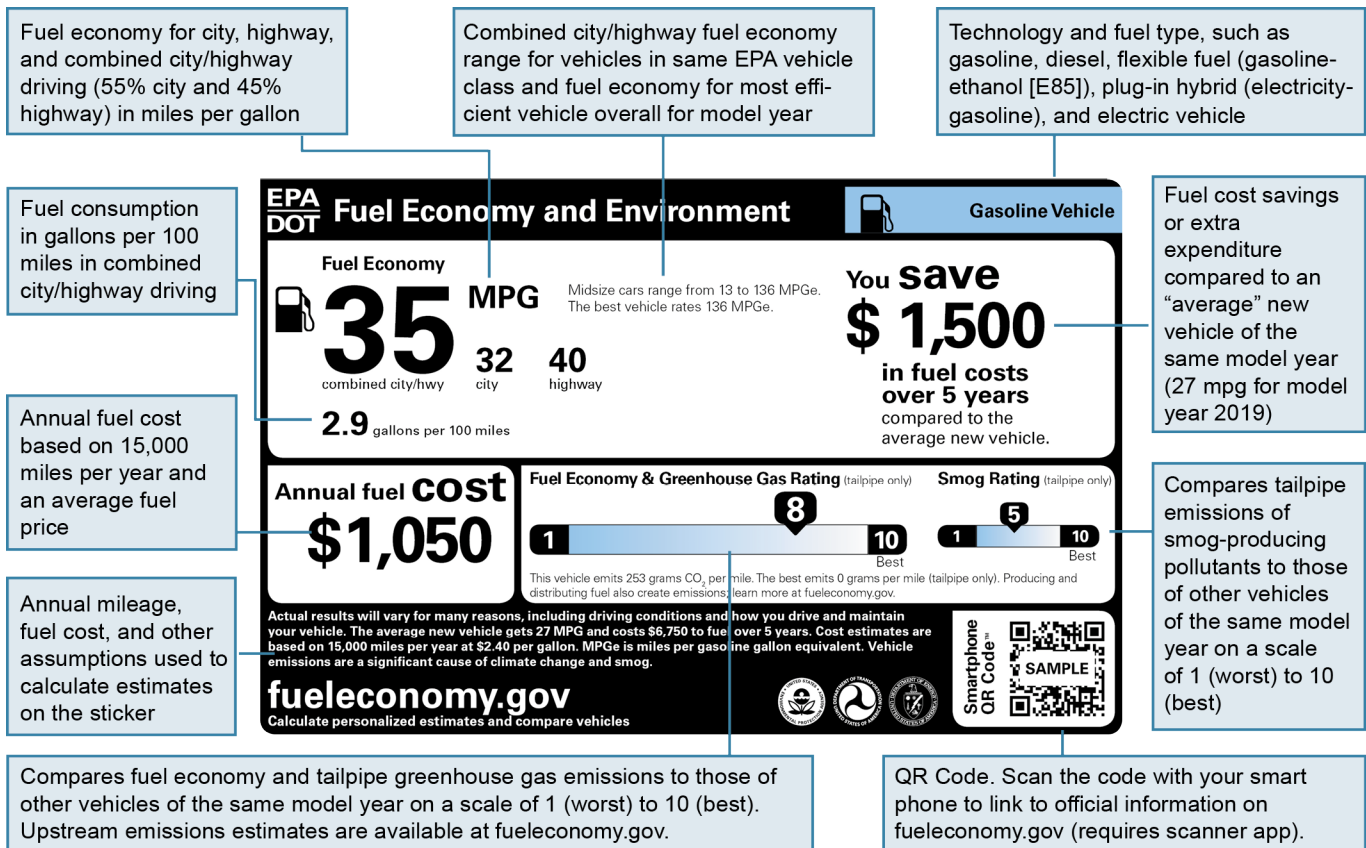 Fuel economy for city, highway,
and combined city/highway
driving (55% city and 45%
highway) in miles per gallon
Combined city/highway fuel economy
range for vehicles in same EPA vehicle
class and fuel economy for most effi-
cient vehicle overall for model year
Technology and fuel type, such as
gasoline, diesel, flexible fuel (gasoline-
ethanol [E85]), plug-in hybrid (electricity-
gasoline), and electric vehicle
Fuel consumption
in gallons per 100
miles in combined
city/highway driving
Annual fuel cost
based on 15,000
miles per year and
an average fuel
price
Annual mileage,
fuel cost, and other
assumptions used to
calculate estimates
on the sticker
EPA
DOT
Fuel Economy and Environment
Gasoline Vehicle
Fuel Economy
35 MPG
combined city/hwy
32
city
40
highway
2.9 gallons per 100 miles
Midsize cars range from 13 to 136 MPGe.
The best vehicle rates 136 MPGe.
You save
$ 1,500
in fuel costs
over 5 years
compared to the
average new vehicle.
Annual fuel cost
$1,050
Fuel Economy & Greenhouse Gas Rating (tailpipe only)
8
1
10
Best
Smog Rating (tailpipe only)
5
1
10
Best
This vehicle emits 253 grams CO2 per mile. The best emits 0 grams per mile (tailpipe only). Producing and
distributing fuel also create emissions; learn more at fueleconomy.gov.
Actual results will vary for many reasons, including driving conditions and how you drive and maintain
your vehicle. The average new vehicle gets 27 MPG and costs $6,750 to fuel over 5 years. Cost estimates are
based on 15,000 miles per year at $2.40 per gallon. MPGe is miles per gasoline gallon equivalent. Vehicle
emissions are a significant cause of climate change and smog.
fueleconomy.gov
Calculate personalized estimates and compare vehicles
Smartphone
QR Code™
SAMPLE
Fuel cost savings
or extra
expenditure
compared to an
“average” new
vehicle of the
same model year
(27 mpg for model
year 2019)
Compares tailpipe
emissions of
smog-producing
pollutants to those
of other vehicles
of the same model
year on a scale
of 1 (worst) to 10
(best)
Compares fuel economy and tailpipe greenhouse gas emissions to those of
other vehicles of the same model year on a scale of 1 (worst) to 10 (best).
Upstream emissions estimates are available at fueleconomy.gov.
QR Code. Scan the code with your smart
phone to link to official information on
fueleconomy.gov (requires scanner app).